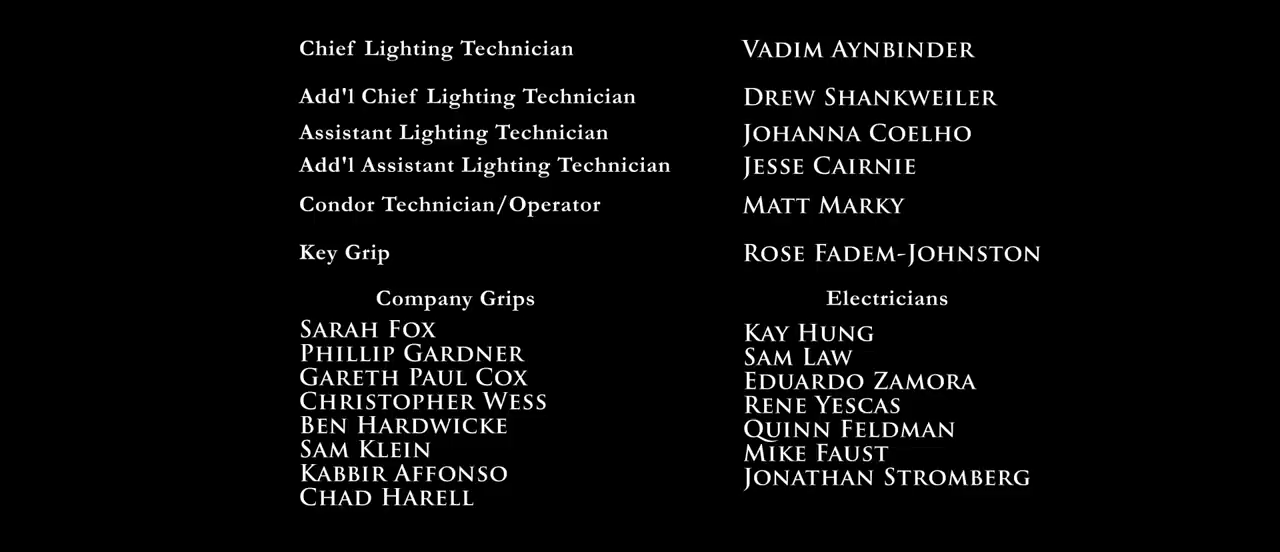 Chief Lighting Technician VADIM AYNBINDER
Add'l Chief Lighting Technician DREW SHANKWEILER
Assistant Lighting Technician JOHANNA COELHO
Add'l Assistant Lighting Technician JESSE CAIRNIE
Condor Technician/Operator MATT MARKY
Key Grip ROSE FADEM-JOHNSTON
Company Grips
SARAH FOX
PHILLIP GARDNER
GARETH PAUL COX
CHRISTOPHER WESS
BEN HARDWICKE
SAM KLEIN
KABBIR AFFONSO
CHAD HARELL
Electricians
KAY HUNG
SAM LAW
EDUARDO ZAMORA
RENE YESCAS
QUINN FELDMAN
MIKE FAUST
JONATHAN STROMBERG